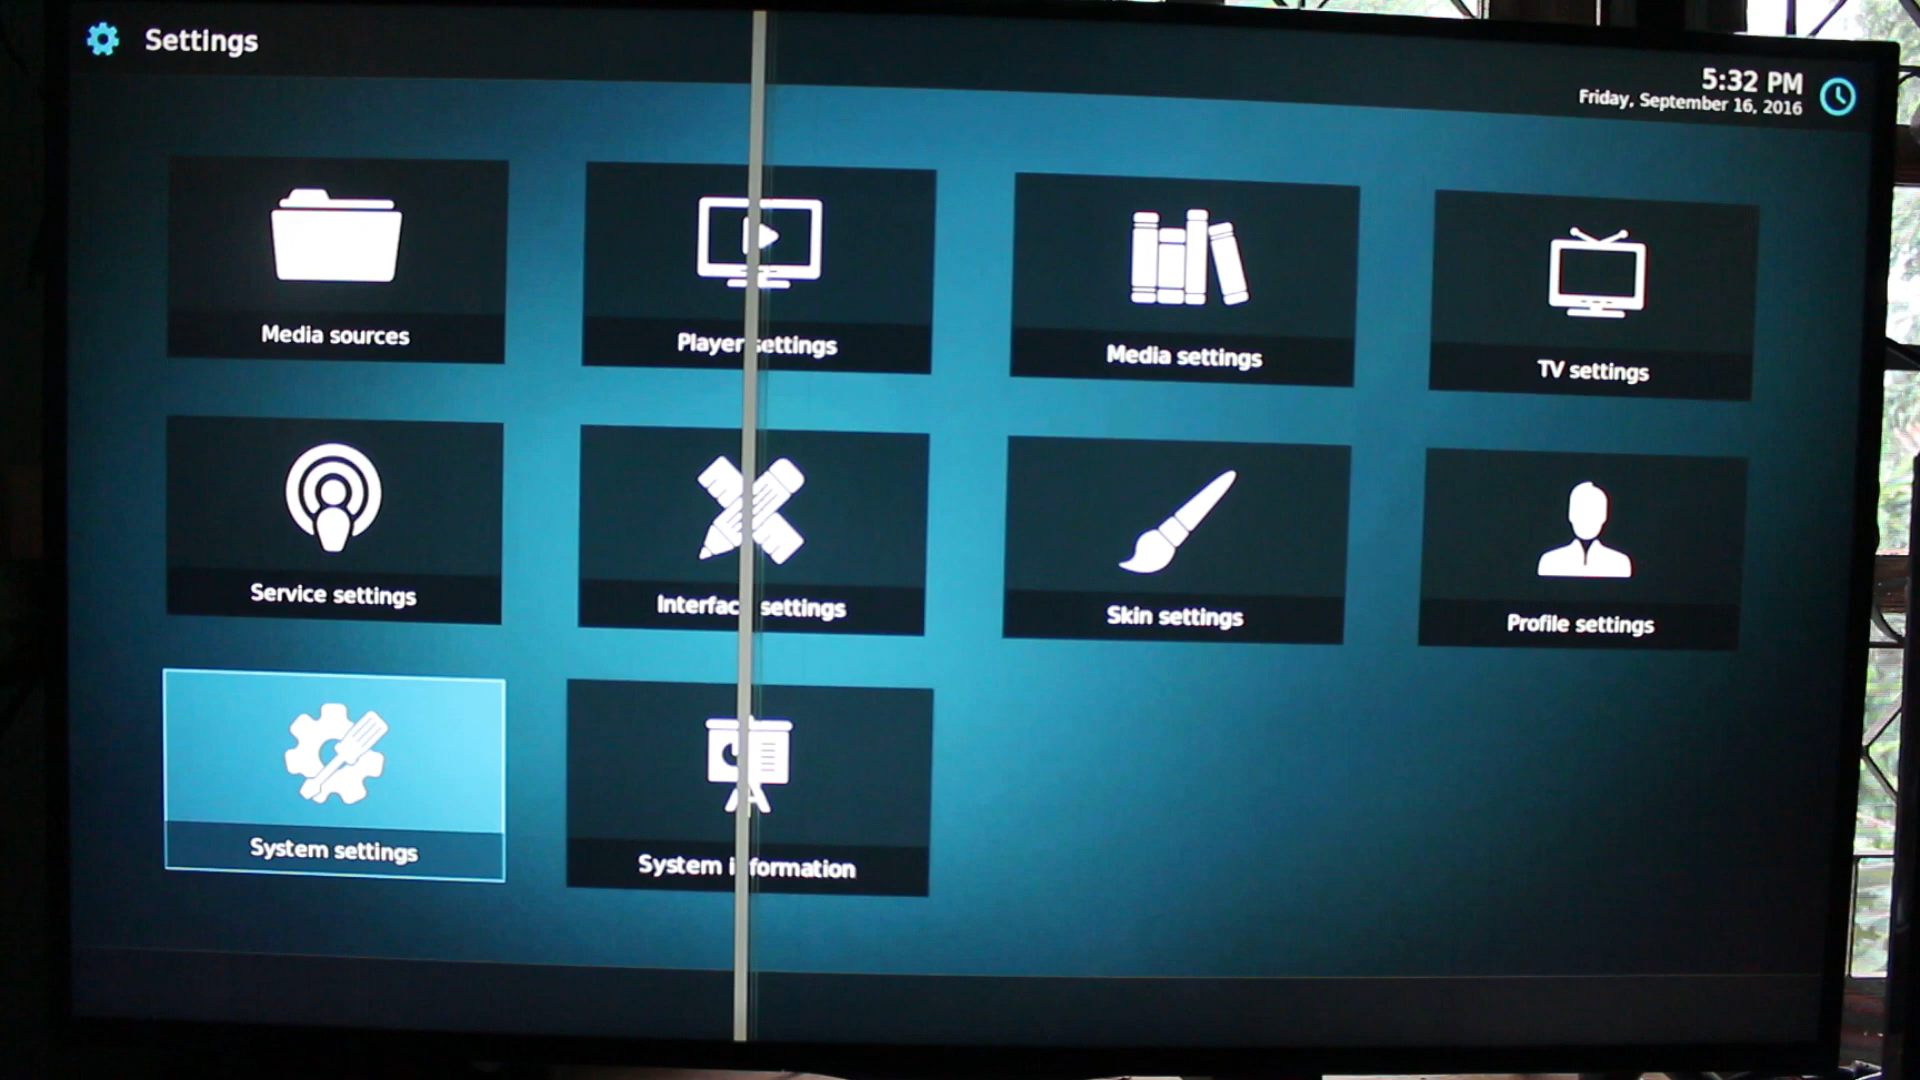 Settings
5:32 PM
Friday, September 16, 2016
Media sources
Player settings
Media settings
TV settings
Service settings
Interface settings
Skin settings
Profile settings
System settings
System information